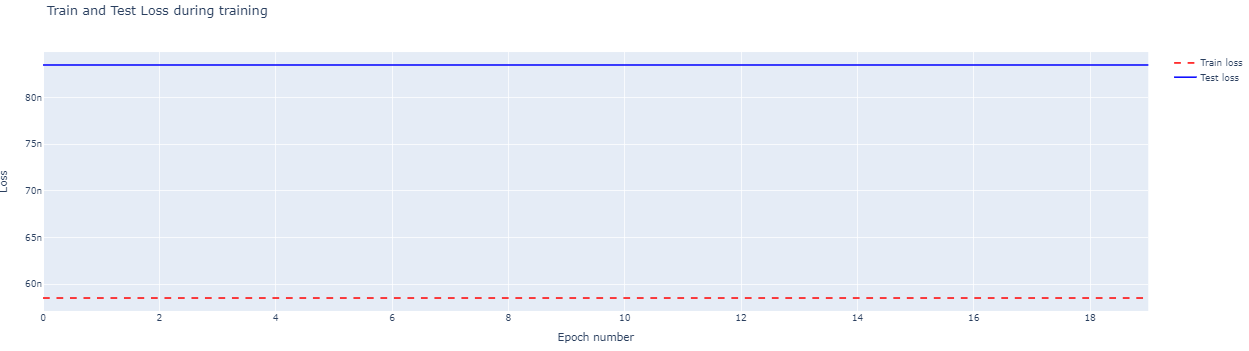 Train and Test Loss during training
Train loss
Test loss
80n
75n
70n
65n
60n
Loss
0 2 4 6 8 10 12 14 16 18
Epoch number